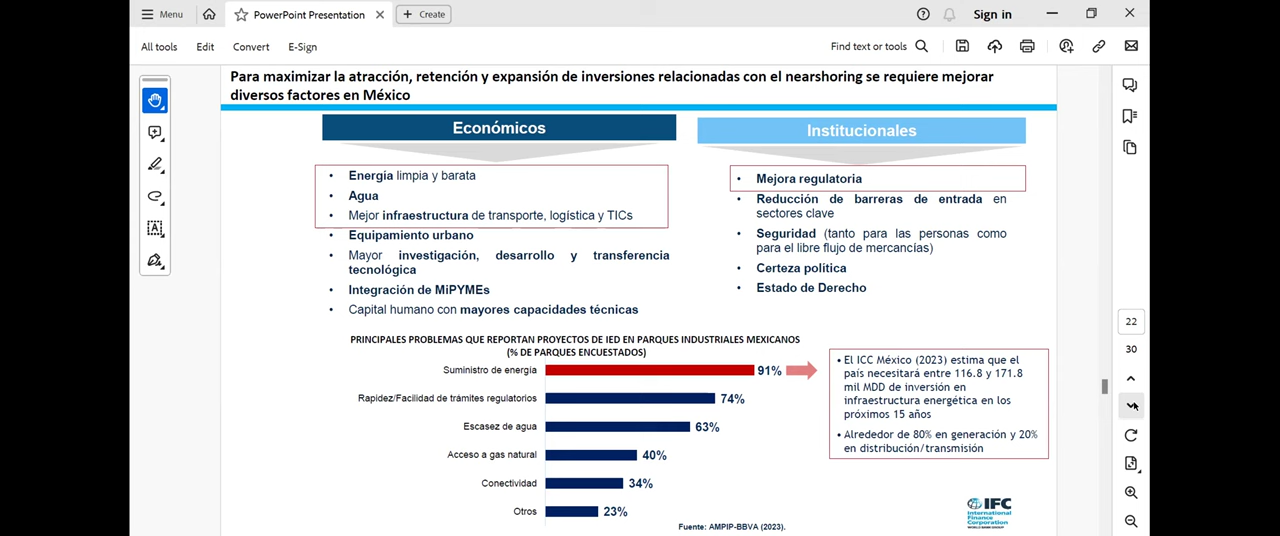 Menu
PowerPoint Presentation
Create
Sign in
All tools
Edit
Convert
E-Sign
Find text or tools
Para maximizar la atracción, retención y expansión de inversiones relacionadas con el nearshoring se requiere mejorar
diversos factores en México
Económicos
• Energía limpia y barata
• Agua
• Mejor infraestructura de transporte, logística y TICs
• Equipamiento urbano
• Mayor investigación, desarrollo y transferencia
tecnológica
• Integración de MiPYMEs
• Capital humano con mayores capacidades técnicas
Institucionales
• Mejora regulatoria
• Reducción de barreras de entrada en
sectores clave
• Seguridad (tanto para las personas como
para el libre flujo de mercancías)
• Certeza política
• Estado de Derecho
PRINCIPALES PROBLEMAS QUE REPORTAN PROYECTOS DE IED EN PARQUES INDUSTRIALES MEXICANOS
(% DE PARQUES ENCUESTADOS)
Suministro de energía 91%
Rapidez/Facilidad de trámites regulatorios 74%
Escasez de agua 63%
Acceso a gas natural 40%
Conectividad 34%
Otros 23%
• El ICC México (2023) estima que el
país necesitará entre 116.8 y 171.8
mil MDD de inversión en
infraestructura energética en los
próximos 15 años
• Alrededor de 80% en generación y 20%
en distribución/transmisión
Fuente: AMPIP-BBVA (2023).
IFC
International
Finance
Corporation
WORLD BANK GROUP
22
30